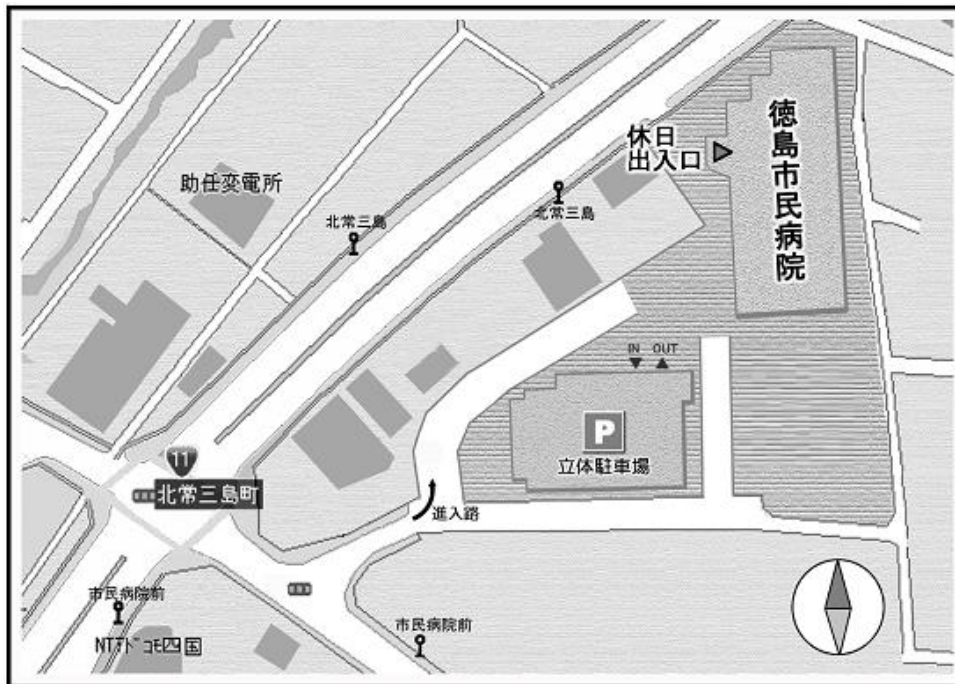 休日
出入口
徳島市民病院
助任変電所
北常三島
北常三島
IN OUT
P
立体駐車場
11
北常三島町
進入路
市民病院前
NTTドコモ四国
市民病院前